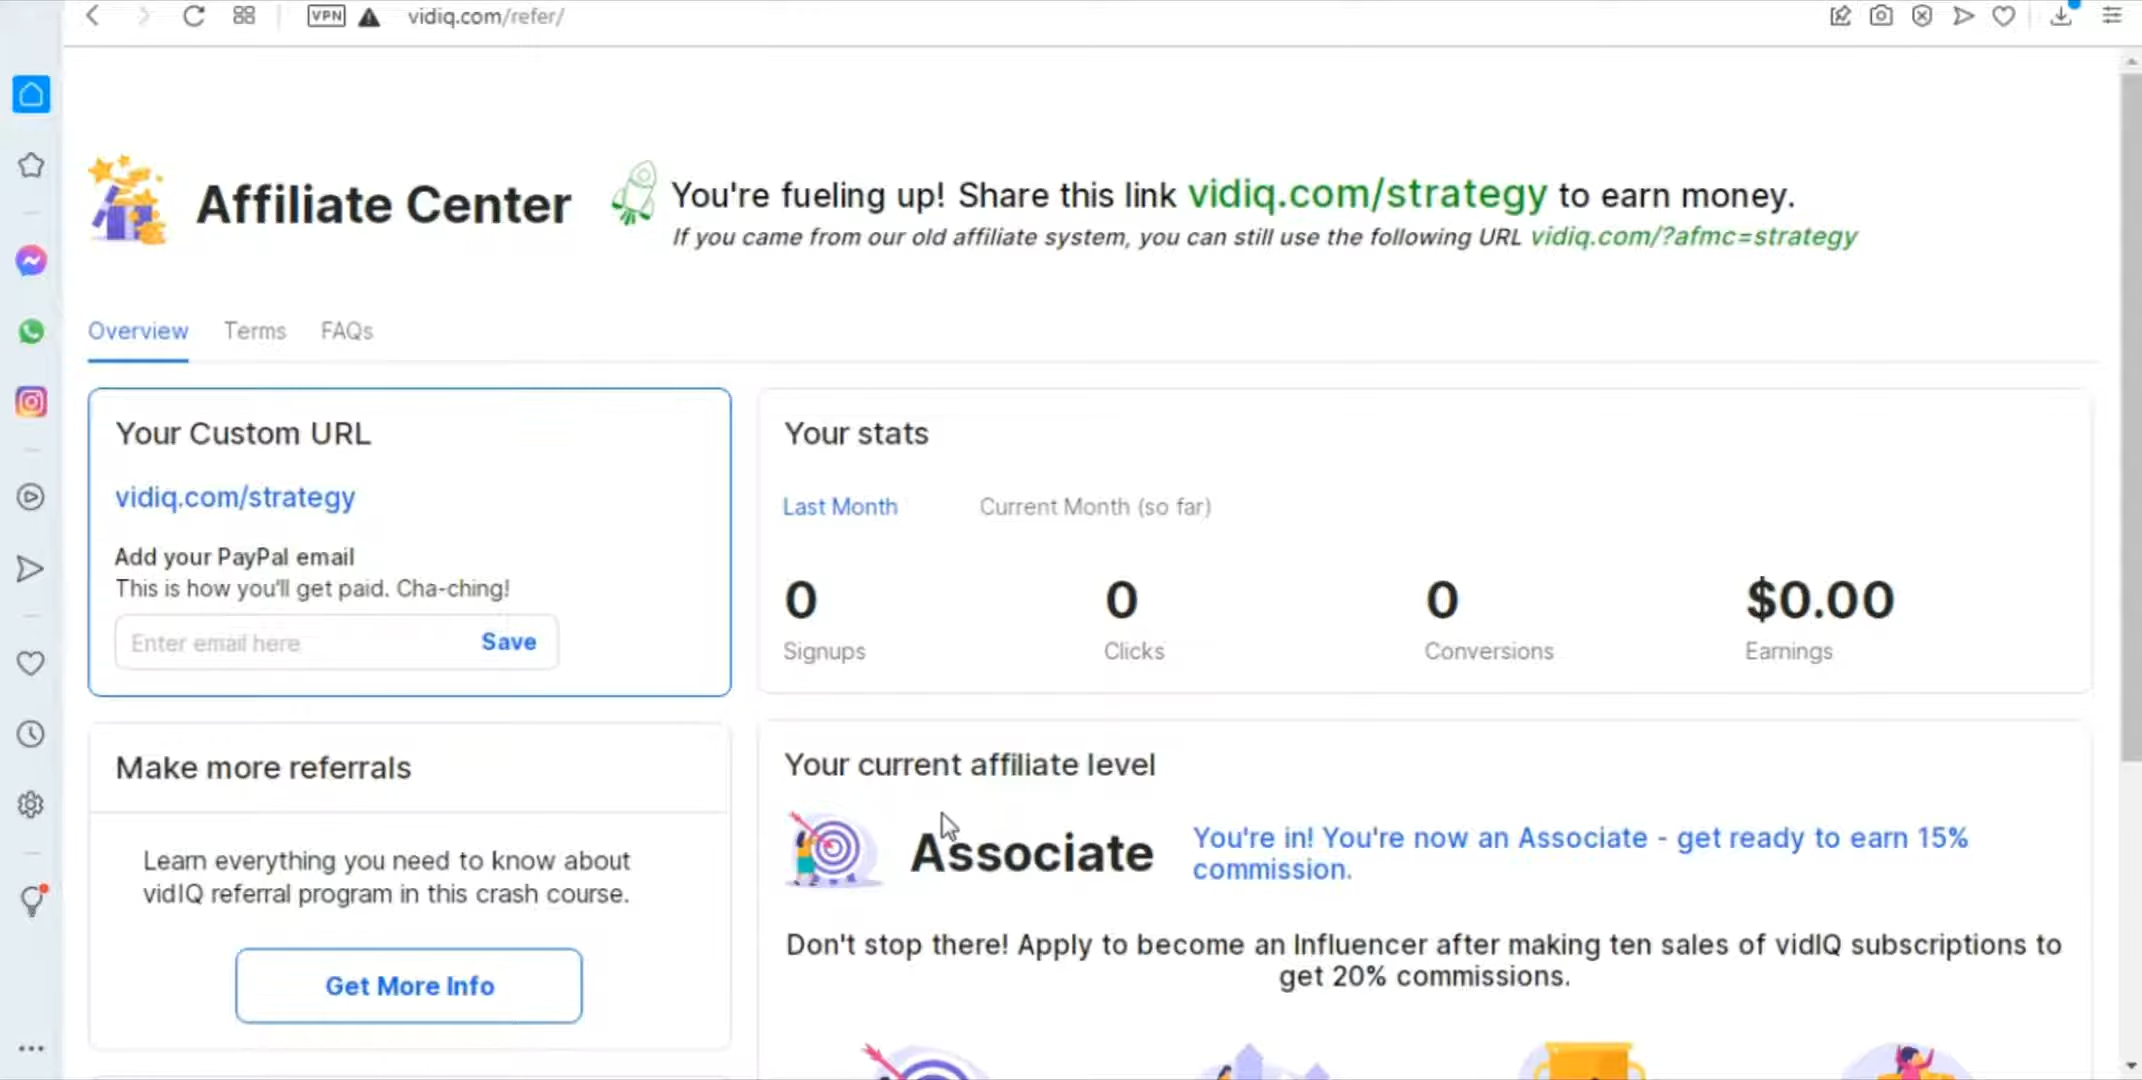 VPN
vidiq.com/refer/
Affiliate Center
You're fueling up! Share this link vidiq.com/strategy to earn money.
If you came from our old affiliate system, you can still use the following URL vidiq.com/?afmc=strategy
Overview
Terms
FAQs
Your Custom URL
vidiq.com/strategy
Add your PayPal email
This is how you'll get paid. Cha-ching!
Enter email here
Save
Your stats
Last Month
Current Month (so far)
0
0
0
$0.00
Signups
Clicks
Conversions
Earnings
Make more referrals
Learn everything you need to know about
vidIQ referral program in this crash course.
Get More Info
Your current affiliate level
Associate
You're in! You're now an Associate - get ready to earn 15%
commission.
Don't stop there! Apply to become an Influencer after making ten sales of vidIQ subscriptions to
get 20% commissions.